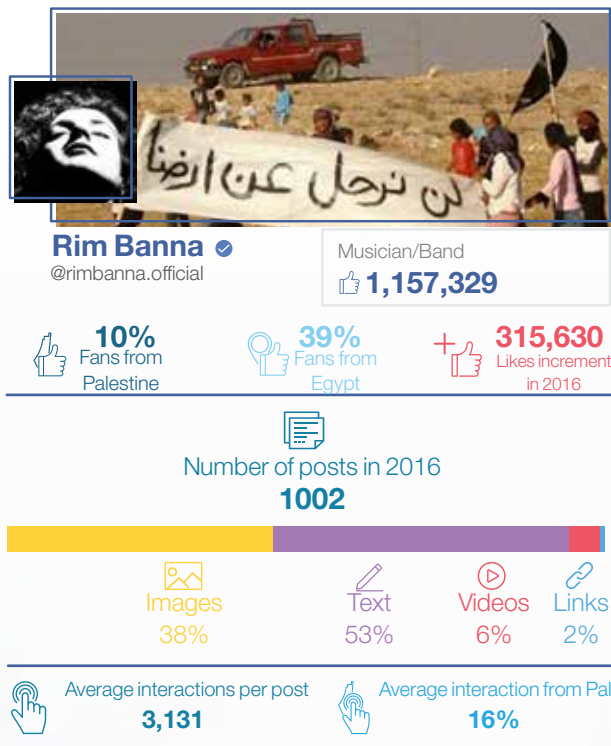 لن نرحل عن ارضنا
Rim Banna
@rimbanna.official
Musician/Band
1,157,329
10%
Fans from
Palestine
39%
Fans from
Egypt
315,630
Likes increment
in 2016
Number of posts in 2016
1002
Images
38%
Text
53%
Videos
6%
Links
2%
Average interactions per post
3,131
Average interaction from Pal
16%